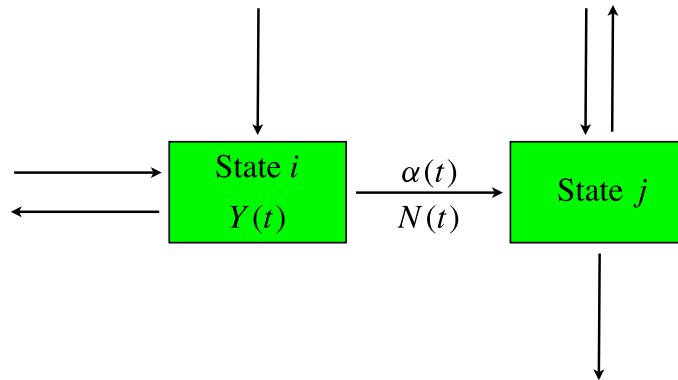 State i
Y(t)
α(t)
N(t)
State j